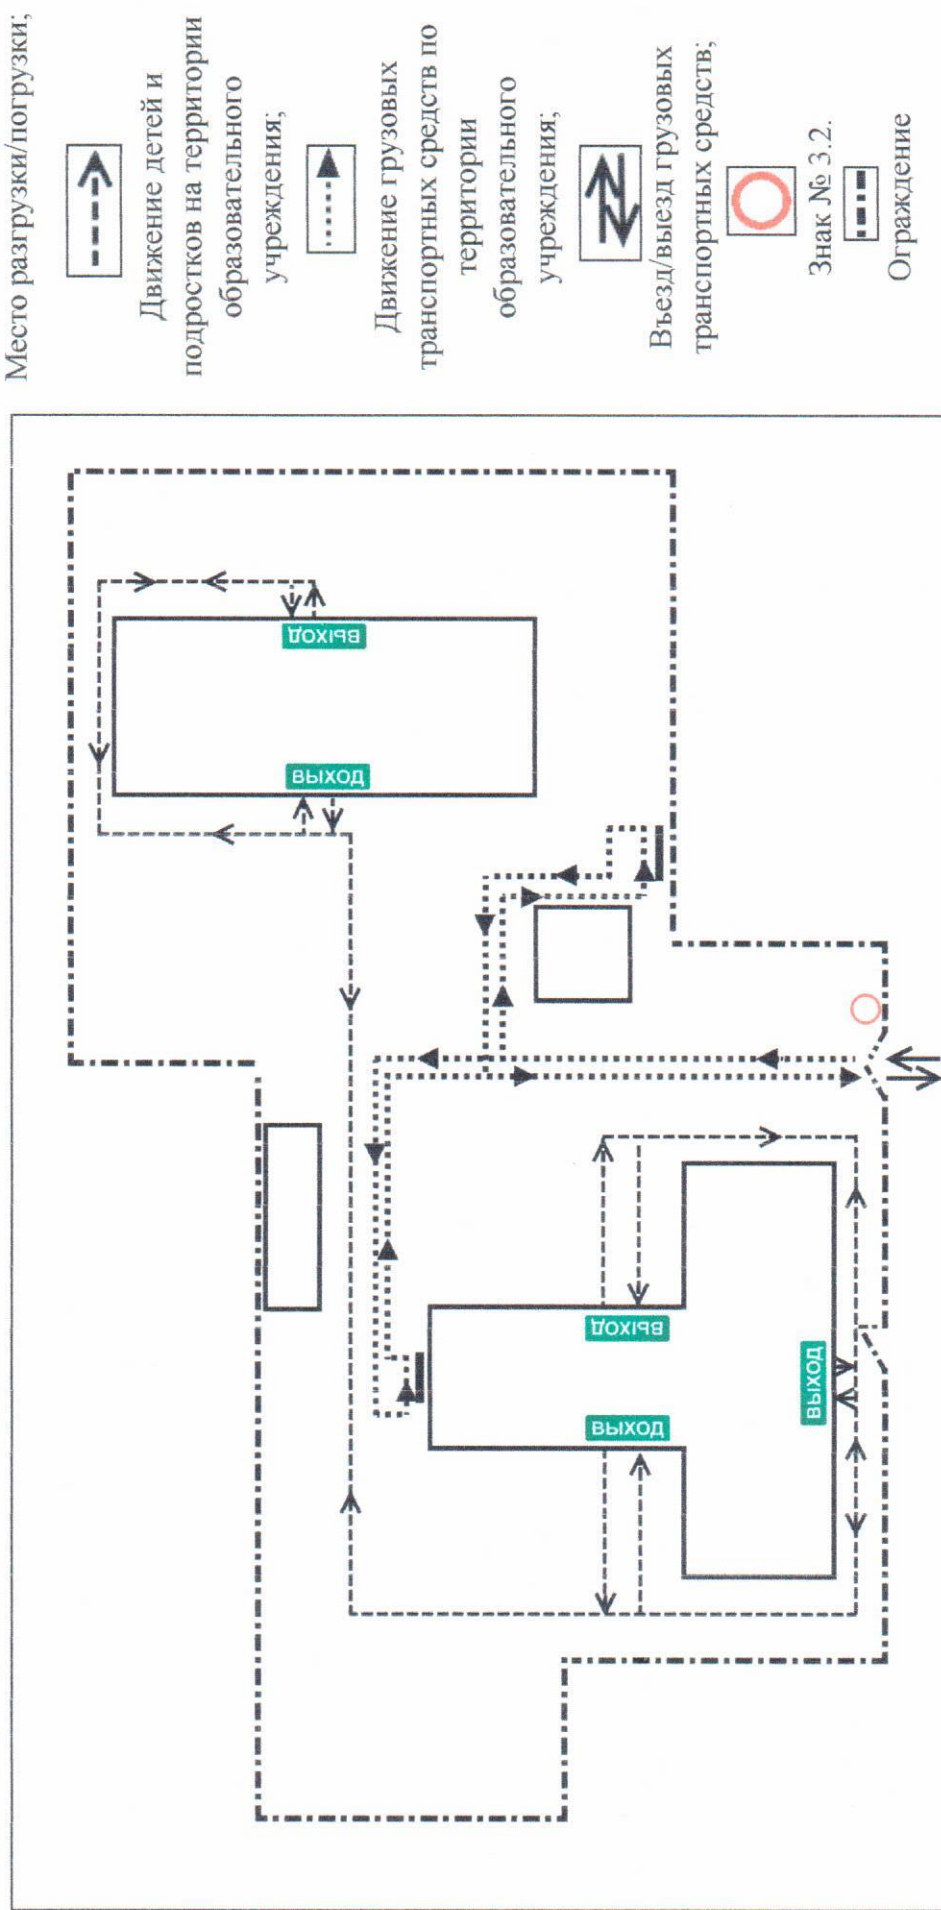 Место разгрузки/погрузки;
Движение детей и
подростков на территории
образовательного
учреждения;
Движение грузовых
транспортных средств по
территории
образовательного
учреждения;
Въезд/выезд грузовых
транспортных средств;
Знак № 3.2.
Ограждение
ВЫХОД
ВЫХОД
ВЫХОД
ВЫХОД
ВЫХОД